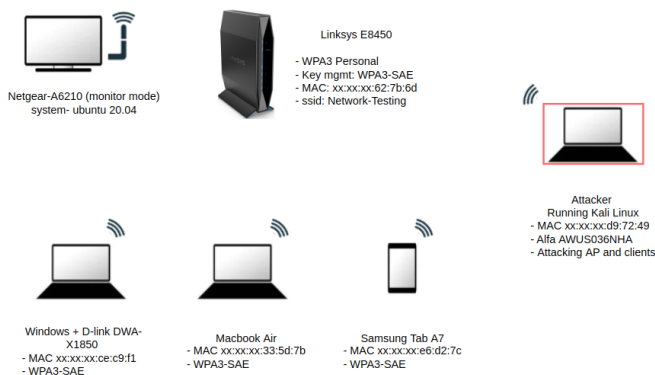 Linksys E8450
- WPA3 Personal
- Key mgmt: WPA3-SAE
- MAC: xx:xx:xx:62:7b:6d
- ssid: Network-Testing
Netgear-A6210 (monitor mode)
system- ubuntu 20.04
Attacker
Running Kali Linux
- MAC xx:xx:xx:d9:72:49
- Alfa AWUS036NHA
- Attacking AP and clients
Windows + D-link DWA-
X1850
- MAC xx:xx:xx:ce:c9:f1
- WPA3-SAE
Macbook Air
- MAC xx:xx:xx:33:5d:7b
- WPA3-SAE
Samsung Tab A7
- MAC xx:xx:xx:e6:d2:7c
- WPA3-SAE